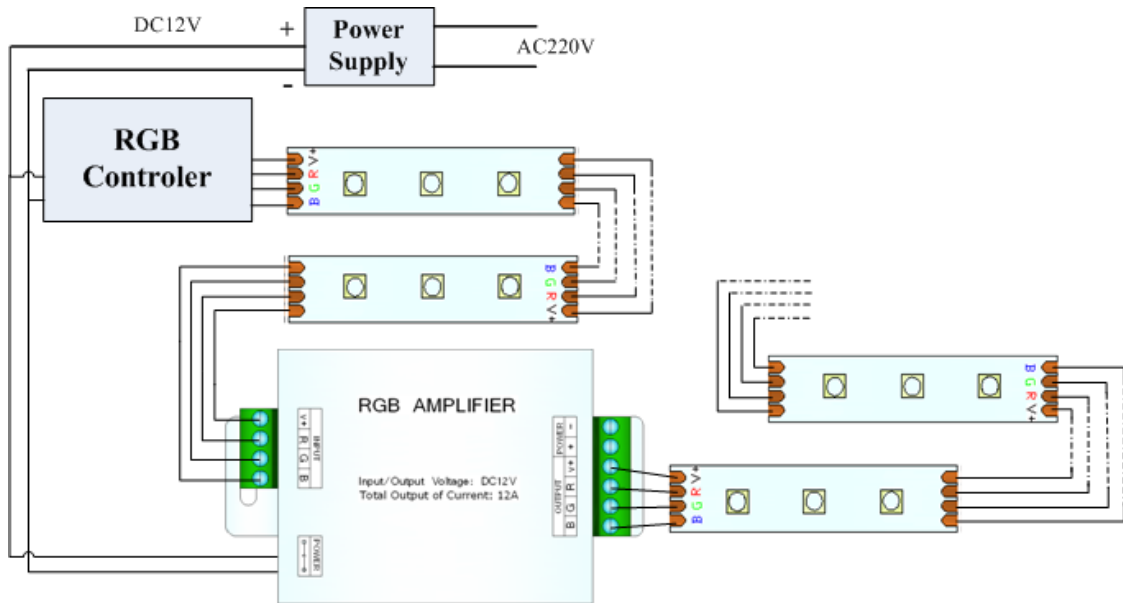 DC12V
+
-
Power
Supply
AC220V
RGB
Controler
V+
R
G
B
B
G
R
V+
RGB AMPLIFIER
Input/Output Voltage: DC12V
Total Output of Current: 12A
V+
R
G
B
INPUT
POWER
POWER
-
+
OUTPUT
V+
R
G
B
V+
R
G
B
B
G
R
V+